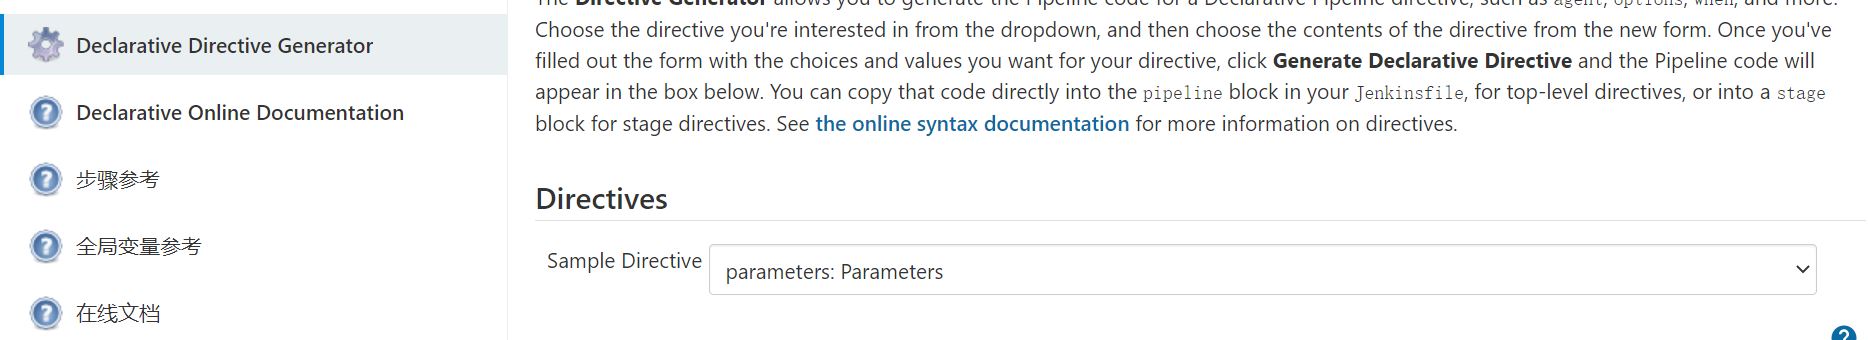 The Directive Generator allows you to generate the Pipeline code for a Declarative Pipeline directive, such as agent, options, when, and more.
Choose the directive you're interested in from the dropdown, and then choose the contents of the directive from the new form. Once you've
filled out the form with the choices and values you want for your directive, click Generate Declarative Directive and the Pipeline code will
appear in the box below. You can copy that code directly into the pipeline block in your Jenkinsfile, for top-level directives, or into a stage
block for stage directives. See the online syntax documentation for more information on directives.
Declarative Directive Generator
Declarative Online Documentation
步骤参考
全局变量参考
在线文档
Directives
Sample Directive
parameters: Parameters